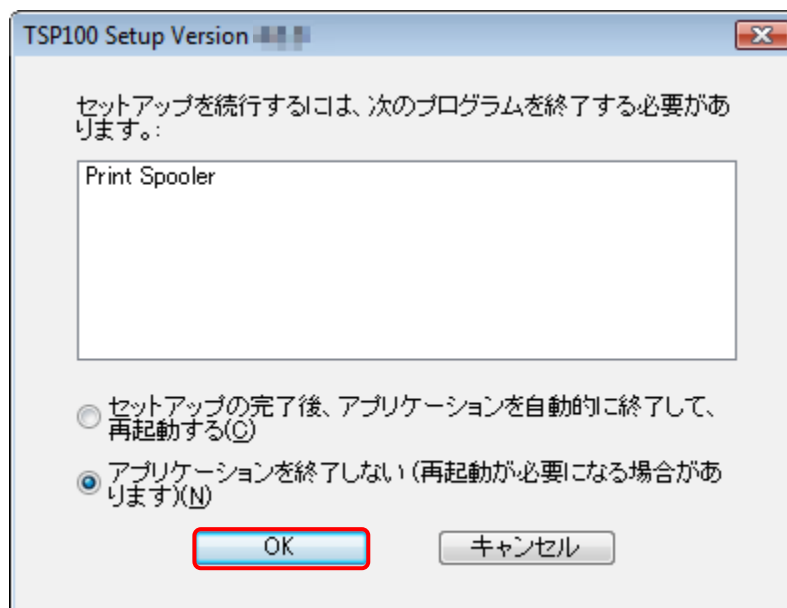 TSP100 Setup Version
セットアップを続行するには、次のプログラムを終了する必要があ
ります。:
Print Spooler
セットアップの完了後、アプリケーションを自動的に終了して、
再起動する(C)
アプリケーションを終了しない (再起動が必要になる場合があ
ります)(N)
OK
キャンセル